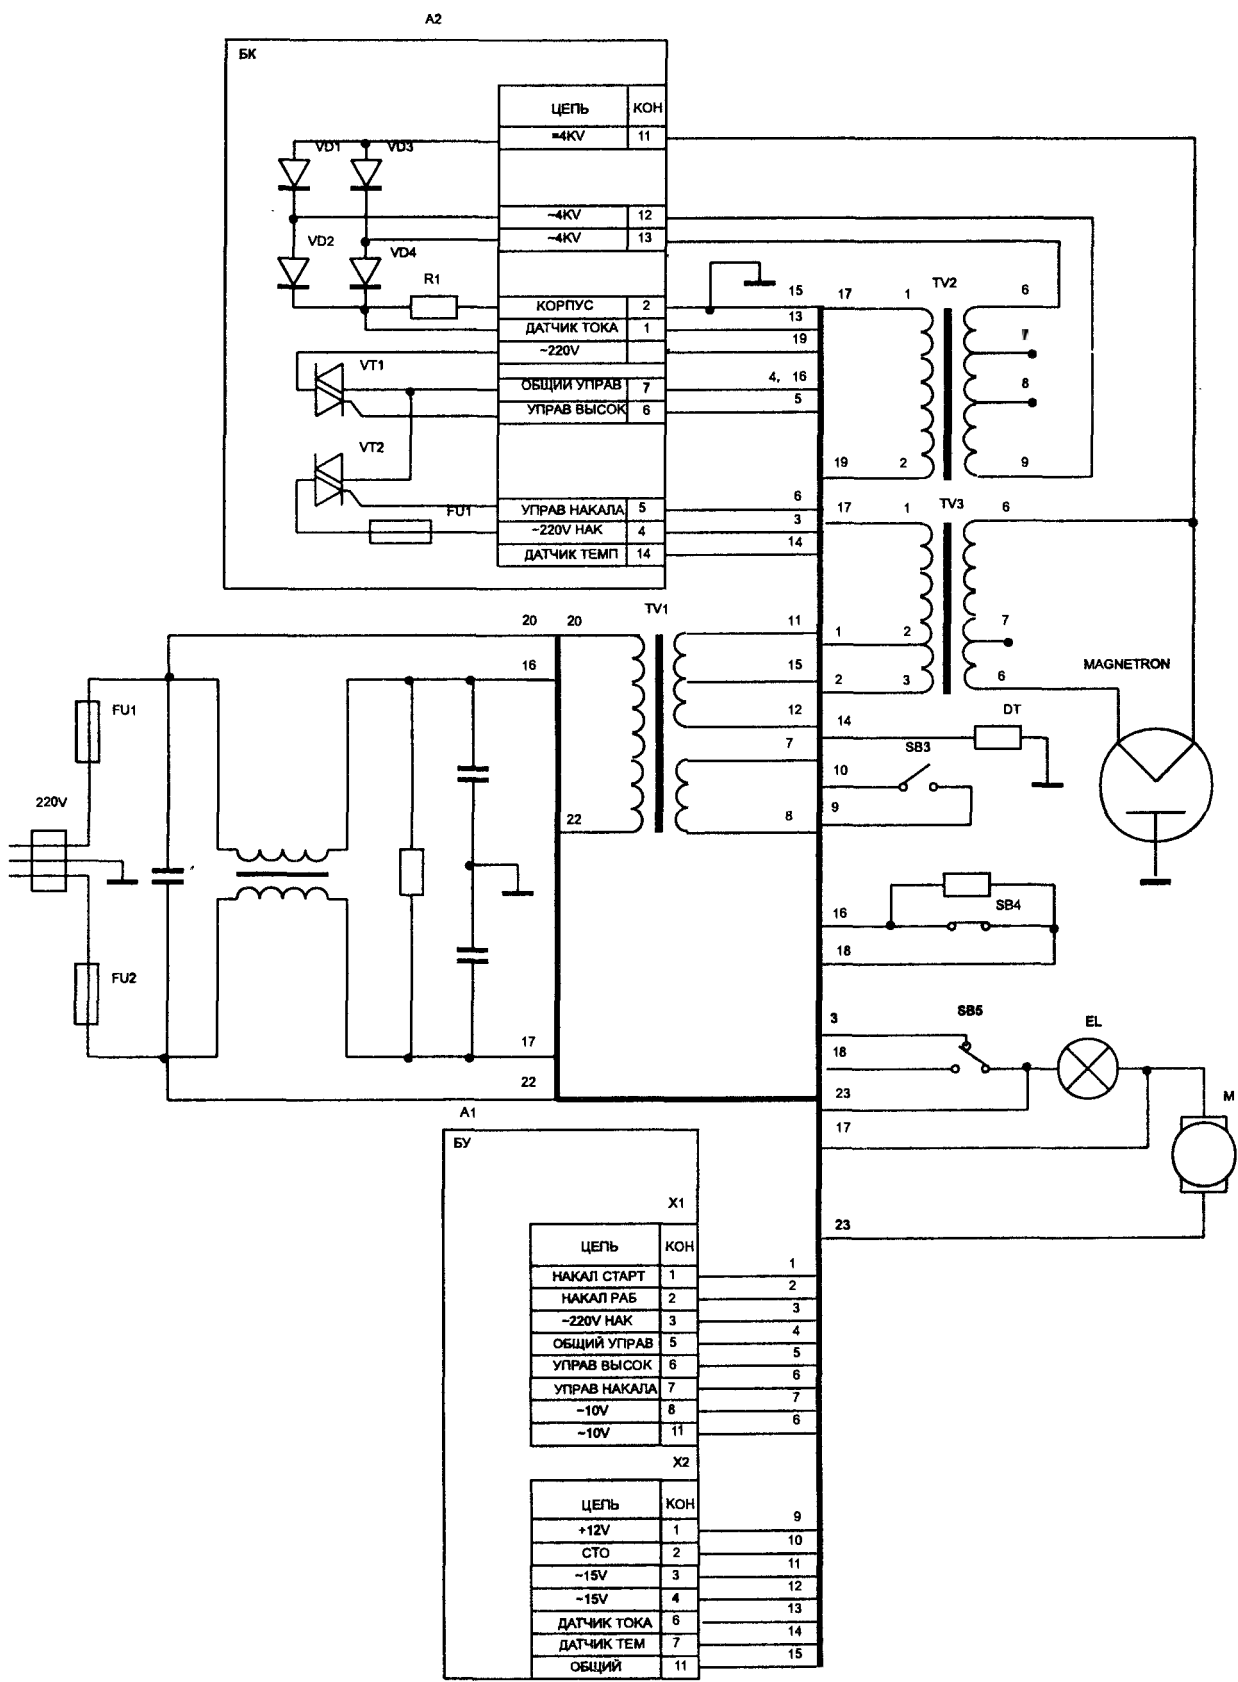 A2
БК
ЦЕПЬ КОН
=4KV 11
VD1 VD3
~4KV 12
~4KV 13
VD2 VD4
R1
КОРПУС 2
ДАТЧИК ТОКА 1
~220V
VT1
ОБЩИЙ УПРАВ 7
УПРАВ ВЫСОК 6
VT2
УПРАВ НАКАЛА 5
FU1
~220V НАК 4
ДАТЧИК ТЕМП 14
15
13
19
4, 16
5
6
3
14
17 1 TV2 6
7
8
19 2 9
17 1 TV3 6
1 2 7
2 3 6
MAGNETRON
TV1
20 20 11
16 15
12
7
22 8
FU1
220V
FU2
17
22
14 DT
10 SB3
9
16 SB4
18
3 SB5 EL
18
23
17
M
23
A1
БУ
X1
ЦЕПЬ КОН
НАКАЛ СТАРТ 1 1
НАКАЛ РАБ 2 2
~220V НАК 3 3
ОБЩИЙ УПРАВ 5 4
УПРАВ ВЫСОК 6 5
УПРАВ НАКАЛА 7 6
~10V 8 7
~10V 11 6
X2
ЦЕПЬ КОН
+12V 1 9
СТО 2 10
~15V 3 11
~15V 4 12
ДАТЧИК ТОКА 6 13
ДАТЧИК ТЕМ 7 14
ОБЩИЙ 11 15